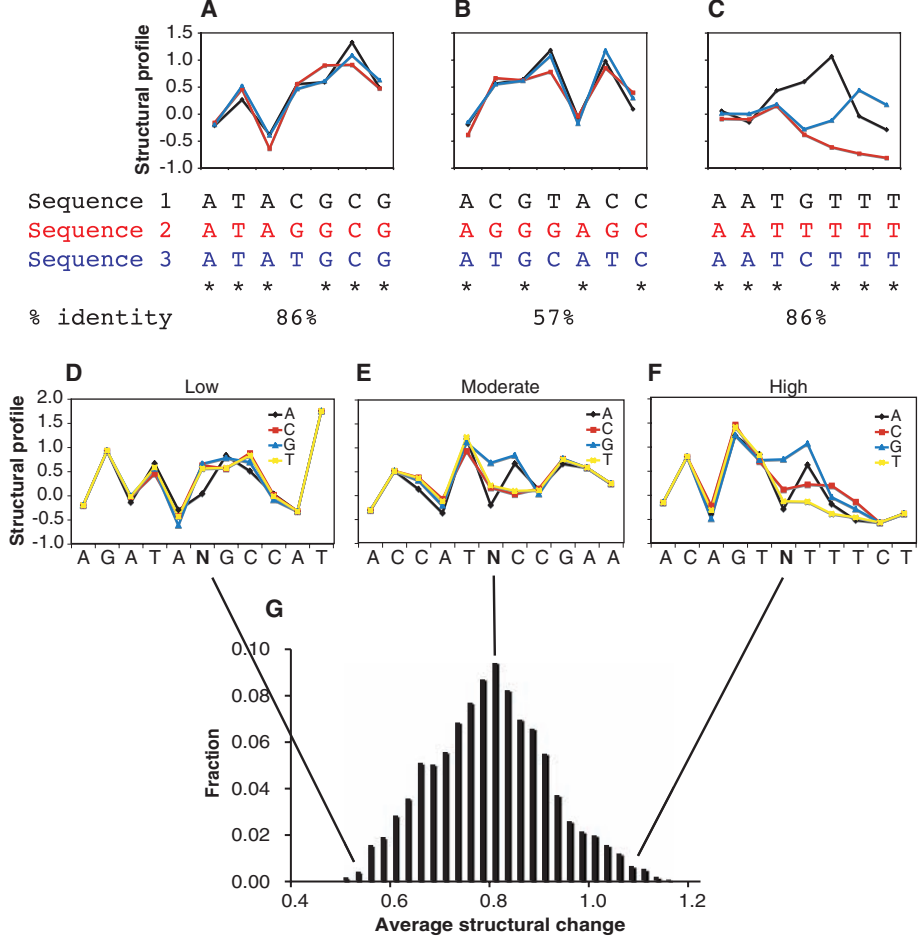 A B C
Structural profile
1.5
1.0
0.5
0.0
-0.5
-1.0
Sequence 1 A T A C G C G A C G T A C C A A T G T T T
Sequence 2 A T A G G C G A G G G A G C A A T T T T T
Sequence 3 A T A T G C G A T G C A T C A A T C T T T
* * * * * * * * * * * * * * * *
% identity 86% 57% 86%
D E F
Low Moderate High
Structural profile
2.0
1.5
1.0
0.5
0.0
-0.5
-1.0
A
C
G
T
A
C
G
T
A
C
G
T
A G A T A N G C C A T
A C C A T N C C G A A
A C A G T N T T T C T
G
Fraction
0.10
0.08
0.06
0.04
0.02
0.00
0.4 0.6 0.8 1.0 1.2
Average structural change